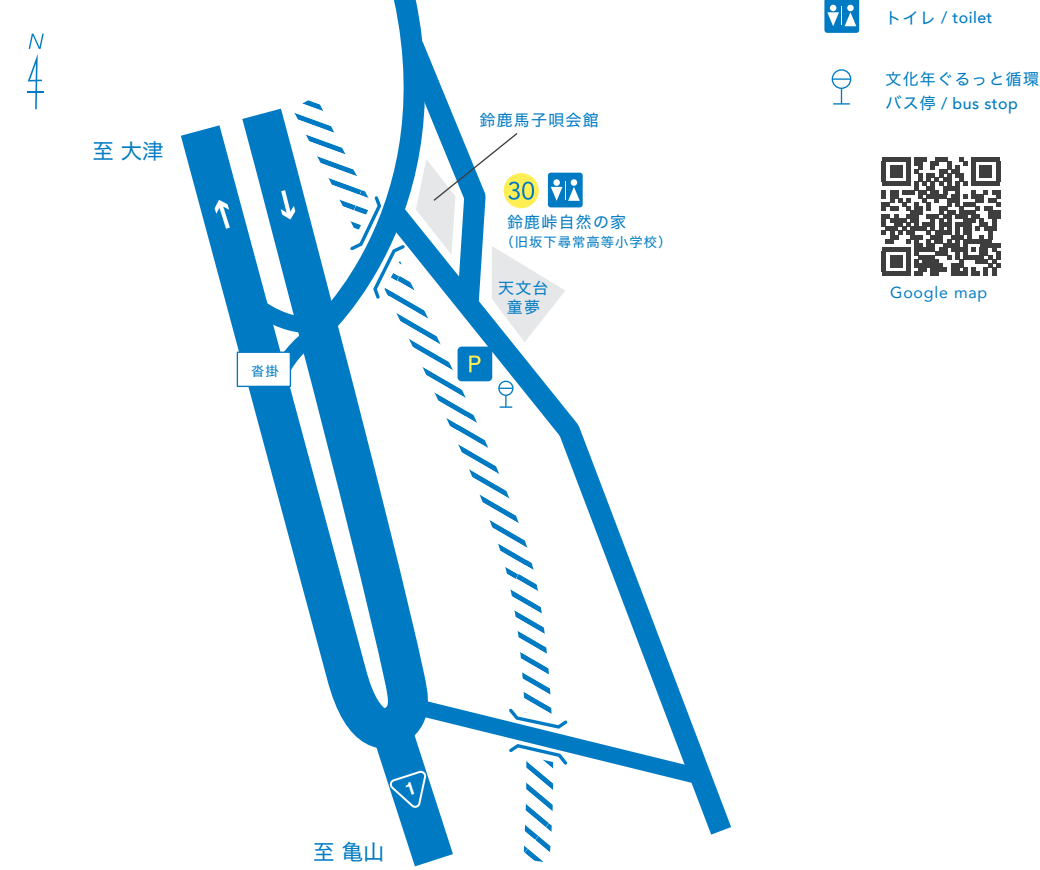 トイレ / toilet
N
文化年ぐるっと循環
バス停 / bus stop
鈴鹿馬子唄会館
至 大津
30
鈴鹿峠自然の家
（旧坂下尋常高等小学校）
天文台
童夢
Google map
P
沓掛
1
至 亀山